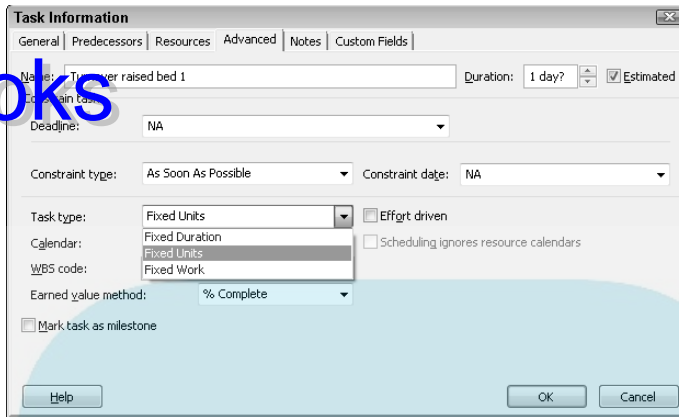 Task Information
General Predecessors Resources Advanced Notes Custom Fields
oks
Name: raised bed 1 Duration: 1 day? Estimated
Constrain task
Deadline: NA
Constraint type: As Soon As Possible Constraint date: NA
Task type: Fixed Units Effort driven
Fixed Duration
Calendar: Scheduling ignores resource calendars
Fixed Units
WBS code: Fixed Work
Earned value method: % Complete
Mark task as milestone
Help OK Cancel